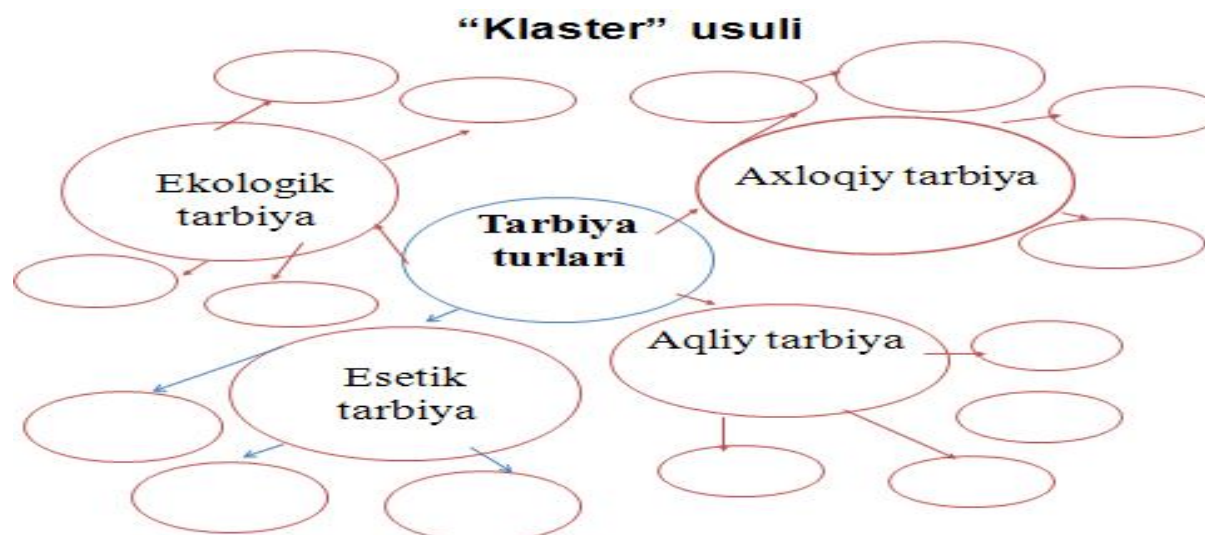 “Klaster” usuli
Ekologik
tarbiya
Axloqiy tarbiya
Tarbiya
turlari
Aqliy tarbiya
Esetik
tarbiya